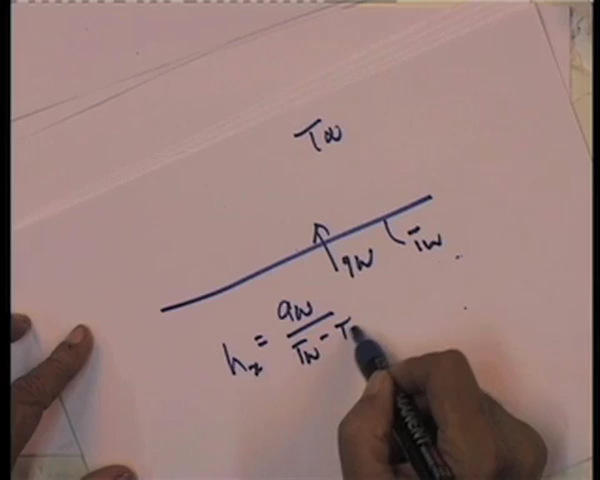 T∞
qw
Tw
hx = qw / Tw - T